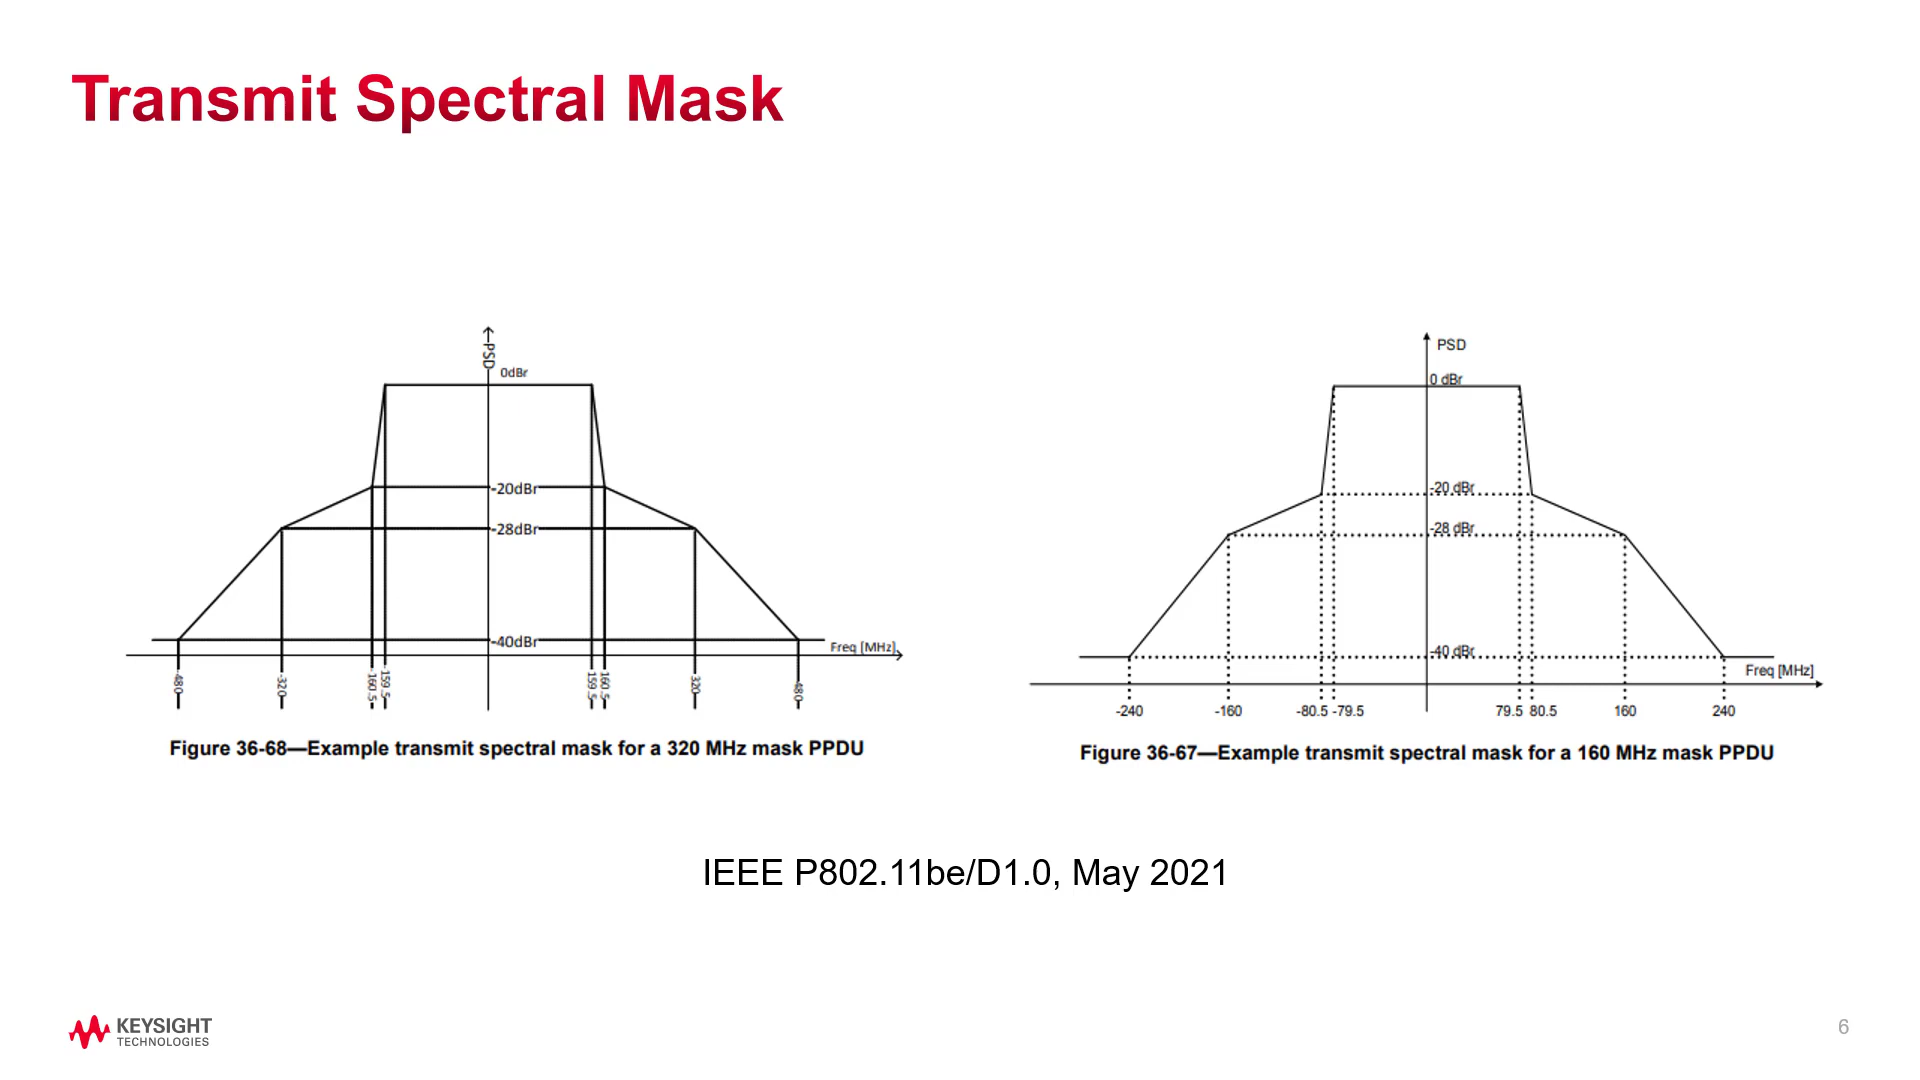 Transmit Spectral Mask
PSD
0dBr
-20dBr
-28dBr
-40dBr
Freq [MHz]
-480
-320
-160.5
-159.5
159.5
160.5
320
480
Figure 36-68—Example transmit spectral mask for a 320 MHz mask PPDU
PSD
0 dBr
-20 dBr
-28 dBr
-40 dBr
Freq [MHz]
-240 -160 -80.5 -79.5 79.5 80.5 160 240
Figure 36-67—Example transmit spectral mask for a 160 MHz mask PPDU
IEEE P802.11be/D1.0, May 2021
KEYSIGHT
TECHNOLOGIES
6